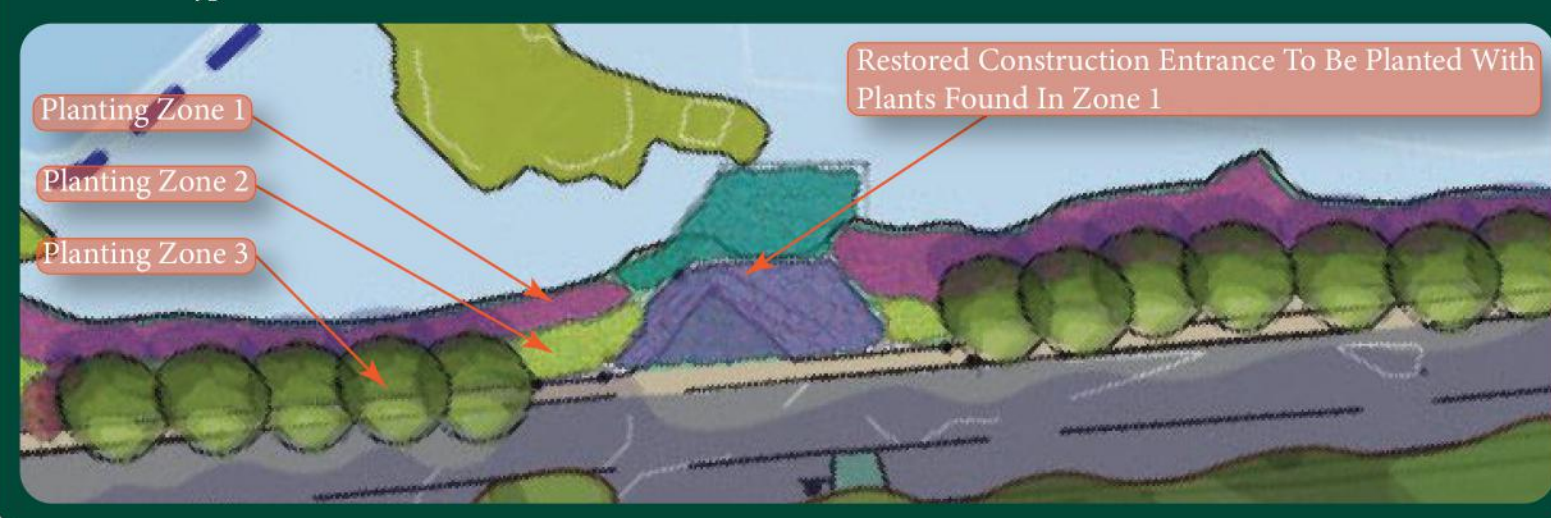 Restored Construction Entrance To Be Planted With
Plants Found In Zone 1
Planting Zone 1
Planting Zone 2
Planting Zone 3